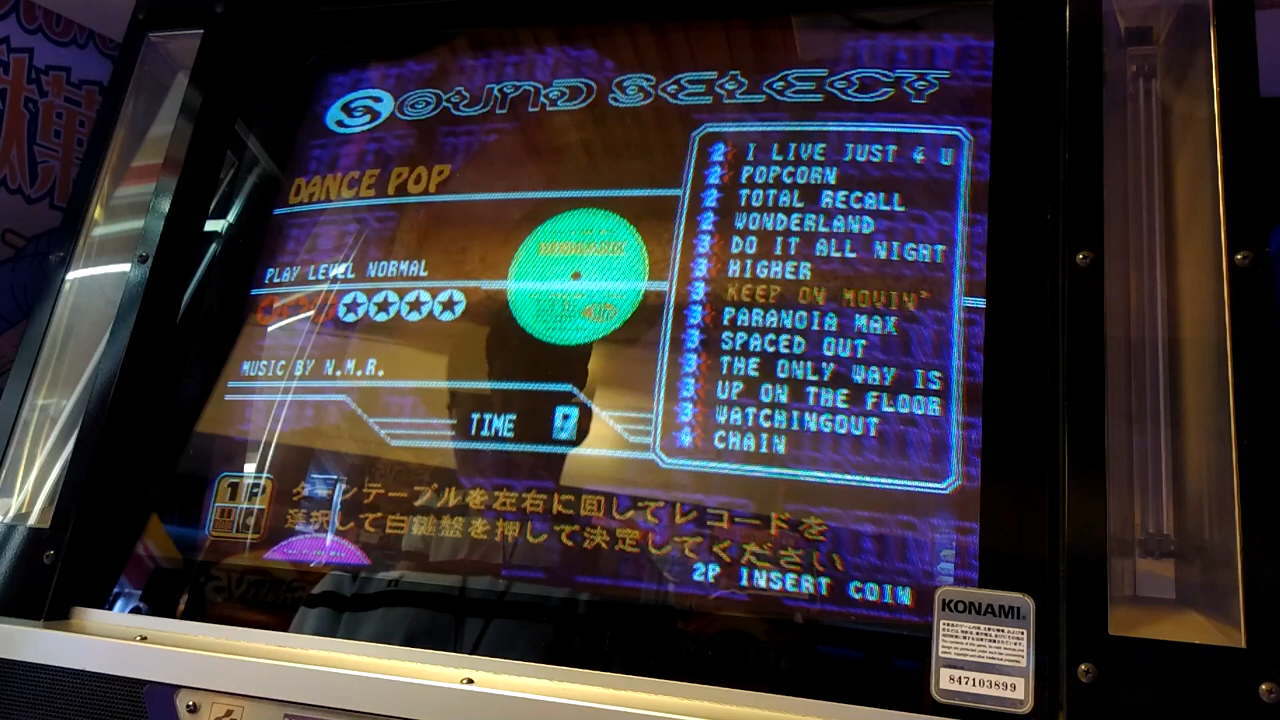 SOUND SELECT
DANCE POP
PLAY LEVEL NORMAL
MUSIC BY N.M.R.
TIME 9
2 I LIVE JUST 4 U
2 POPCORN
2 TOTAL RECALL
2 WONDERLAND
3 DO IT ALL NIGHT
3 HIGHER
3 KEEP ON MOVIN'
3 PARANOIA MAX
3 SPACED OUT
3 THE ONLY WAY IS
3 UP ON THE FLOOR
3 WATCHINGOUT
4 CHAIN
1P
ターンテーブルを左右に回してレコードを
選択して白鍵盤を押して決定してください
2P INSERT COIN
KONAMI
847103899